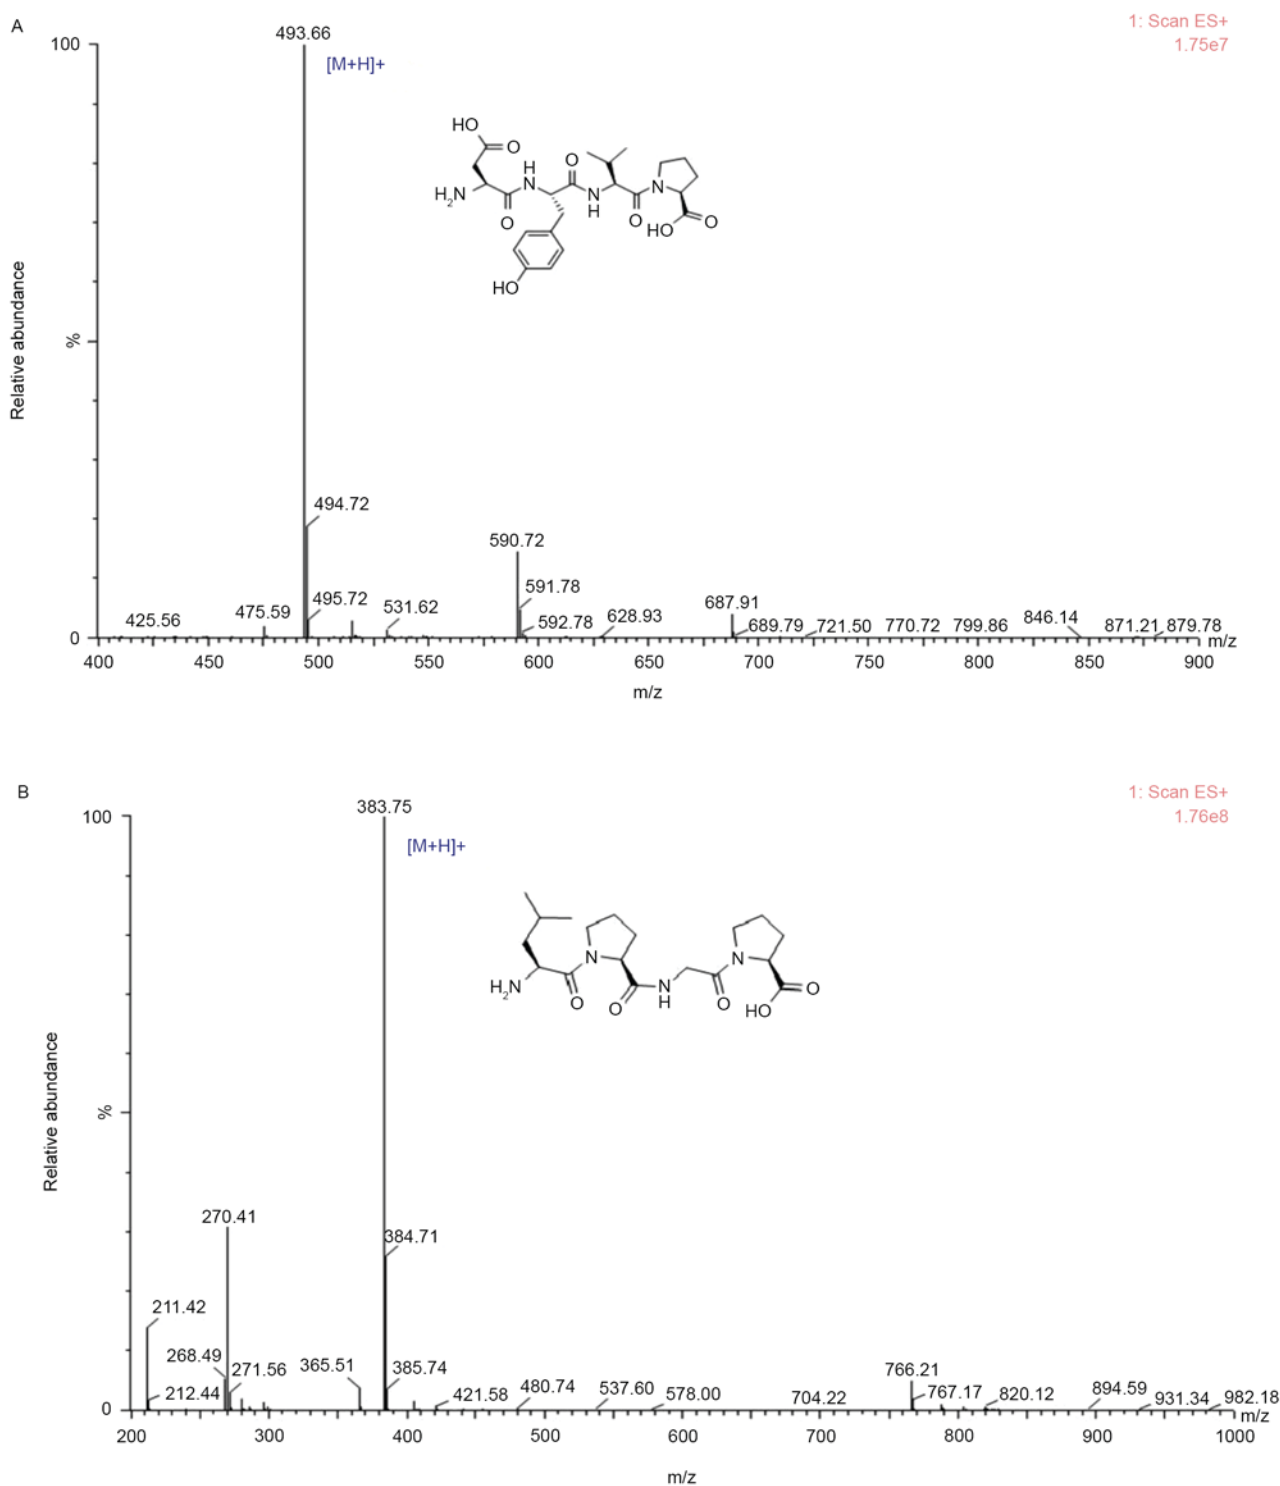 A
1: Scan ES+
1.75e7
100
493.66
[M+H]+
HO
O
O
H
N
H2N
O
N
H
O
N
HO
O
HO
Relative abundance
%
494.72
590.72
591.78
495.72
531.62
475.59
425.56
592.78
628.93
687.91
689.79
721.50
770.72
799.86
846.14
871.21
879.78
0
400 450 500 550 600 650 700 750 800 850 900
m/z
m/z
B
1: Scan ES+
1.76e8
100
383.75
[M+H]+
N
H2N
O
O
N
H
O
N
O
HO
Relative abundance
%
270.41
384.71
211.42
268.49
271.56
212.44
365.51
385.74
421.58
480.74
537.60
578.00
704.22
766.21
767.17
820.12
894.59
931.34
982.18
0
200 300 400 500 600 700 800 900 1000
m/z
m/z